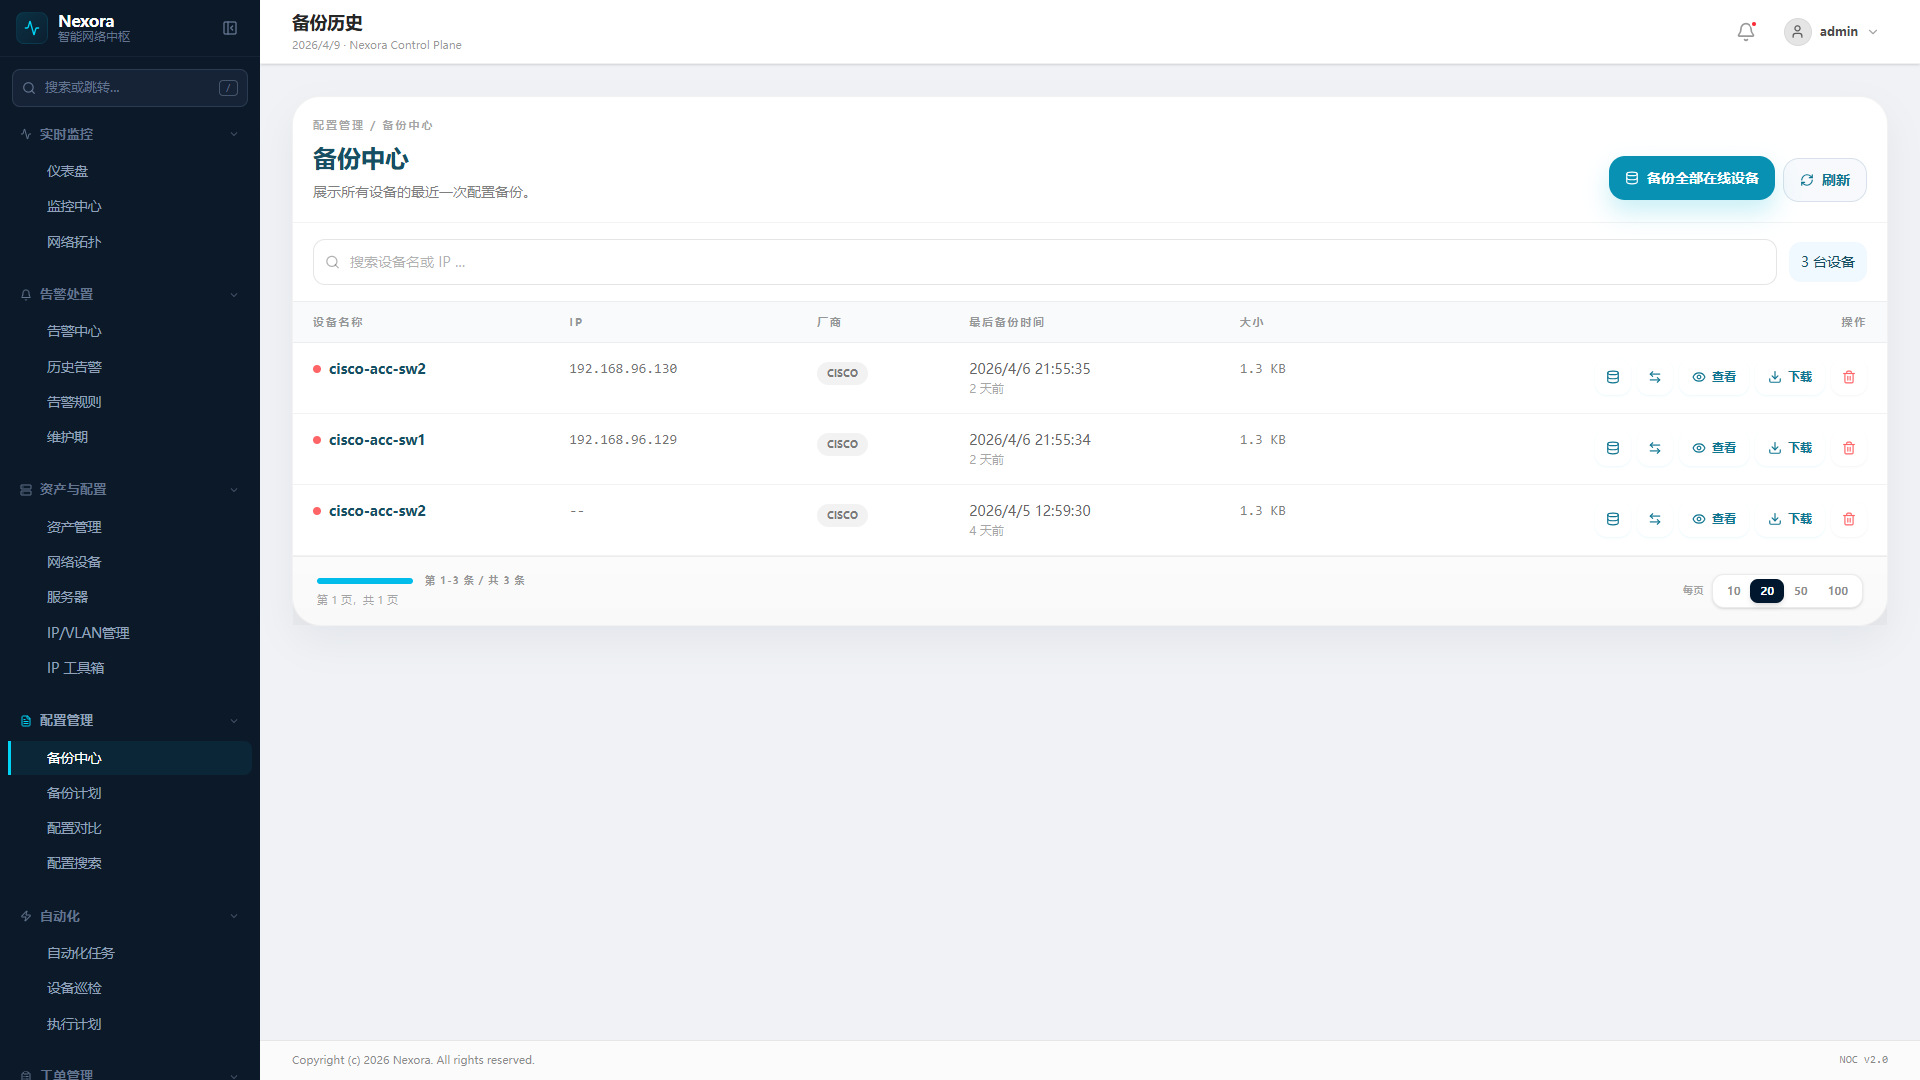 Nexora
智能网络中枢
搜索或跳转...
/
实时监控
仪表盘
监控中心
网络拓扑
告警处置
告警中心
历史告警
告警规则
维护期
资产与配置
资产管理
网络设备
服务器
IP/VLAN管理
IP 工具箱
配置管理
备份中心
备份计划
配置对比
配置搜索
自动化
自动化任务
设备巡检
执行计划
工单管理
备份历史
2026/4/9 · Nexora Control Plane
admin
配置管理 / 备份中心
备份中心
展示所有设备的最近一次配置备份。
备份全部在线设备
刷新
搜索设备名或 IP ...
3 台设备
设备名称 IP 厂商 最后备份时间 大小 操作
cisco-acc-sw2 192.168.96.130 CISCO 2026/4/6 21:55:35 1.3 KB 查看 下载
2 天前
cisco-acc-sw1 192.168.96.129 CISCO 2026/4/6 21:55:34 1.3 KB 查看 下载
2 天前
cisco-acc-sw2 -- CISCO 2026/4/5 12:59:30 1.3 KB 查看 下载
4 天前
第 1-3 条 / 共 3 条
第 1 页, 共 1 页
每页 10 20 50 100
Copyright (c) 2026 Nexora. All rights reserved.
NOC v2.0